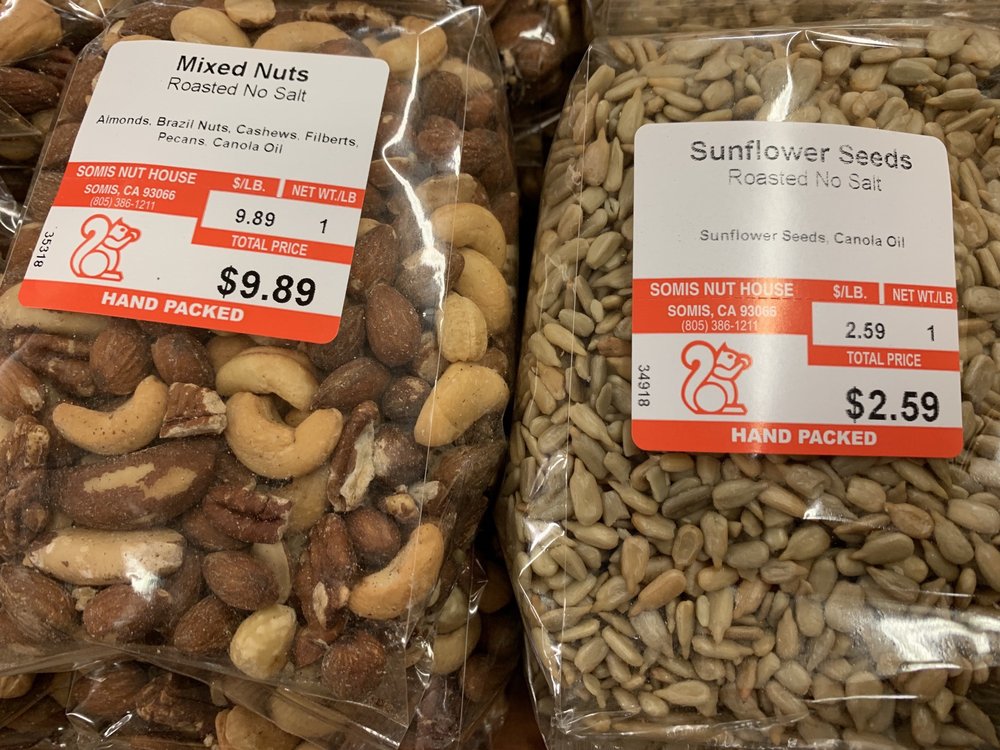 Mixed Nuts
Roasted No Salt
Almonds, Brazil Nuts, Cashews, Filberts,
Pecans, Canola Oil
SOMIS NUT HOUSE
SOMIS, CA 93066
(805) 386-1211
$/LB.
NET WT./LB
9.89
1
TOTAL PRICE
$9.89
35318
HAND PACKED
Sunflower Seeds
Roasted No Salt
Sunflower Seeds, Canola Oil
SOMIS NUT HOUSE
SOMIS, CA 93066
(805) 386-1211
$/LB.
NET WT./LB
2.59
1
TOTAL PRICE
$2.59
34918
HAND PACKED